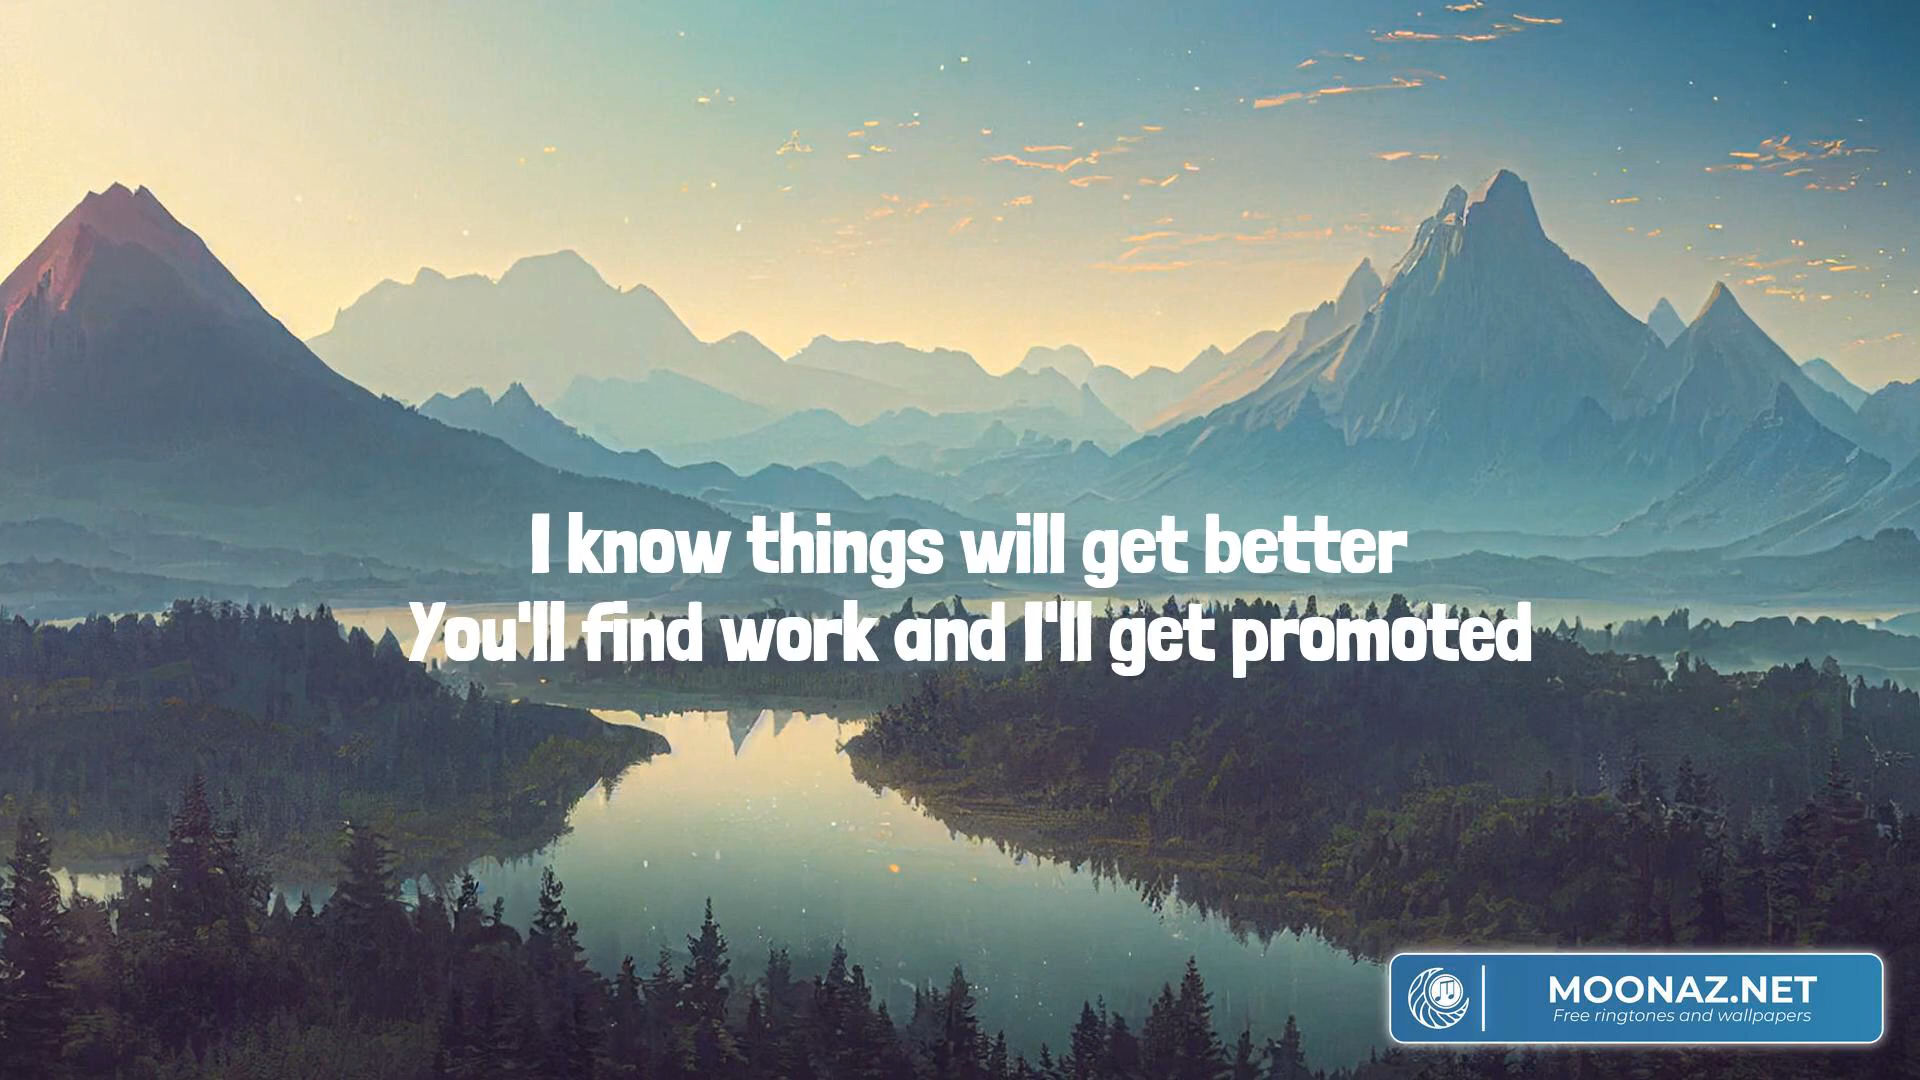 I know things will get better
You'll find work and I'll get promoted
MOONAZ.NET
Free ringtones and wallpapers